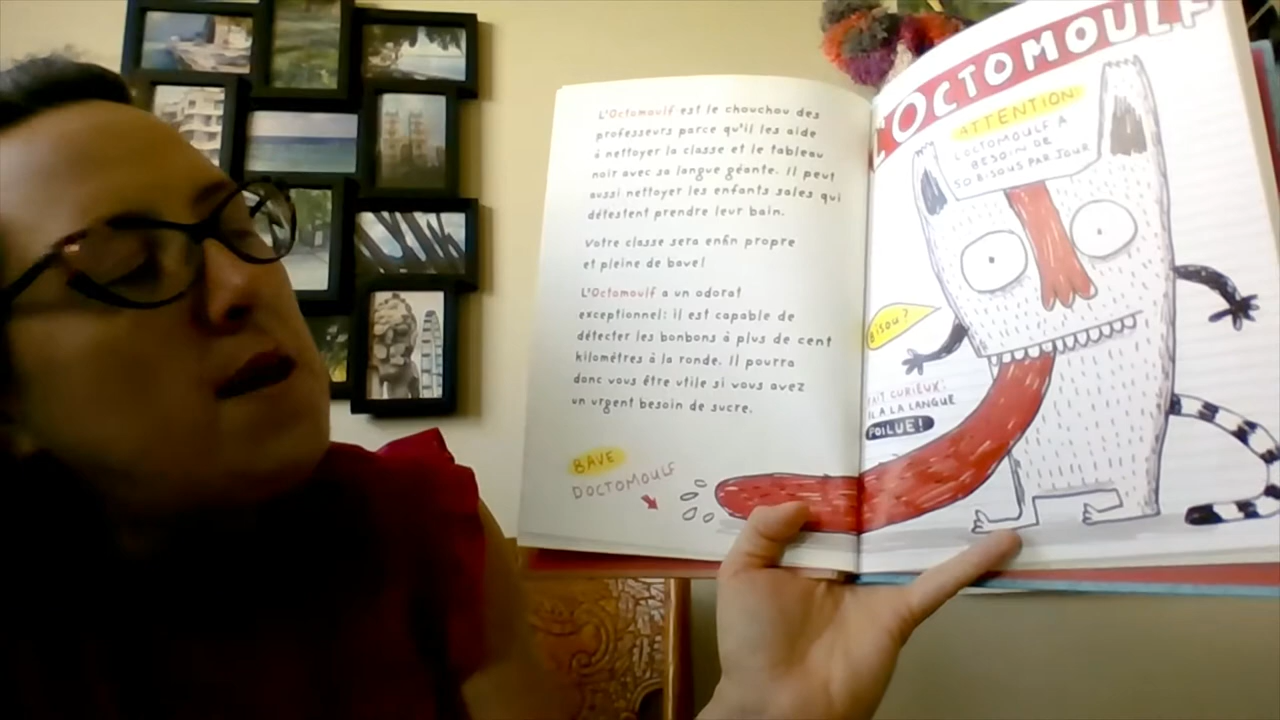 L'Octomoulf est le chouchou des
professeurs parce qu'il les aide
à nettoyer la classe et le tableau
noir avec sa langue géante. Il peut
aussi nettoyer les enfants sales qui
détestent prendre leur bain.
Votre classe sera enfin propre
et pleine de bave!
L'Octomoulf a un odorat
exceptionnel: il est capable de
détecter les bonbons à plus de cent
kilomètres à la ronde. Il pourra
donc vous être utile si vous avez
un urgent besoin de sucre.
BAVE
D'OCTOMOULF
L'OCTOMOULF
ATTENTION
L'OCTOMOULF A
BESOIN DE
50 BISOUS PAR JOUR
Bisou?
FAIT CURIEUX:
IL A LA LANGUE
POILUE!